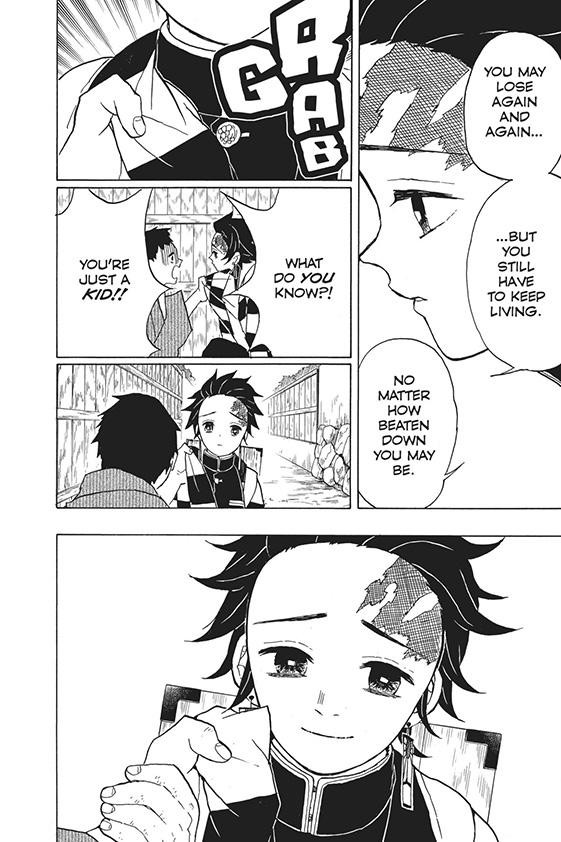 YOU MAY
LOSE
AGAIN
AND
AGAIN...
...BUT
YOU
STILL
HAVE
TO KEEP
LIVING.
NO
MATTER
HOW
BEATEN
DOWN
YOU MAY
BE.
GRAB
WHAT
DO YOU
KNOW?!
YOU'RE
JUST A
KID!!